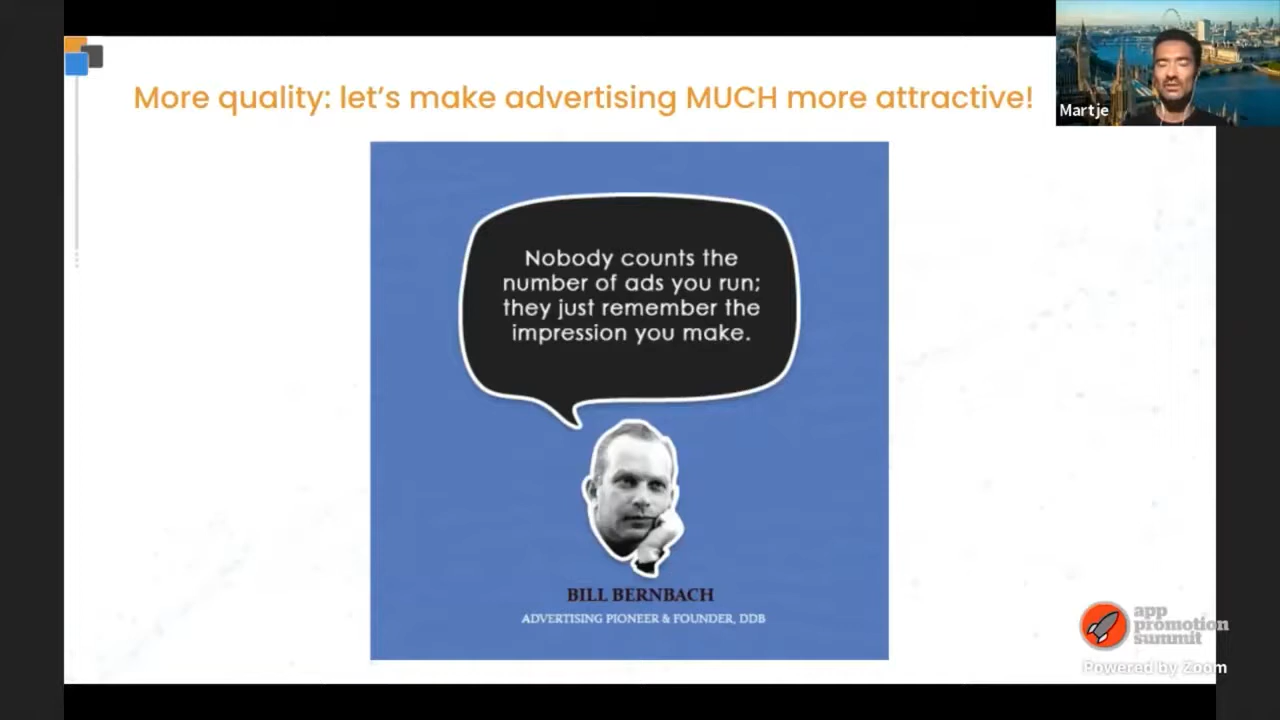 More quality: let's make advertising MUCH more attractive!
Martje
Nobody counts the
number of ads you run;
they just remember the
impression you make.
BILL BERNBACH
ADVERTISING PIONEER & FOUNDER, DDB
app
promotion
summit
Powered by Zoom